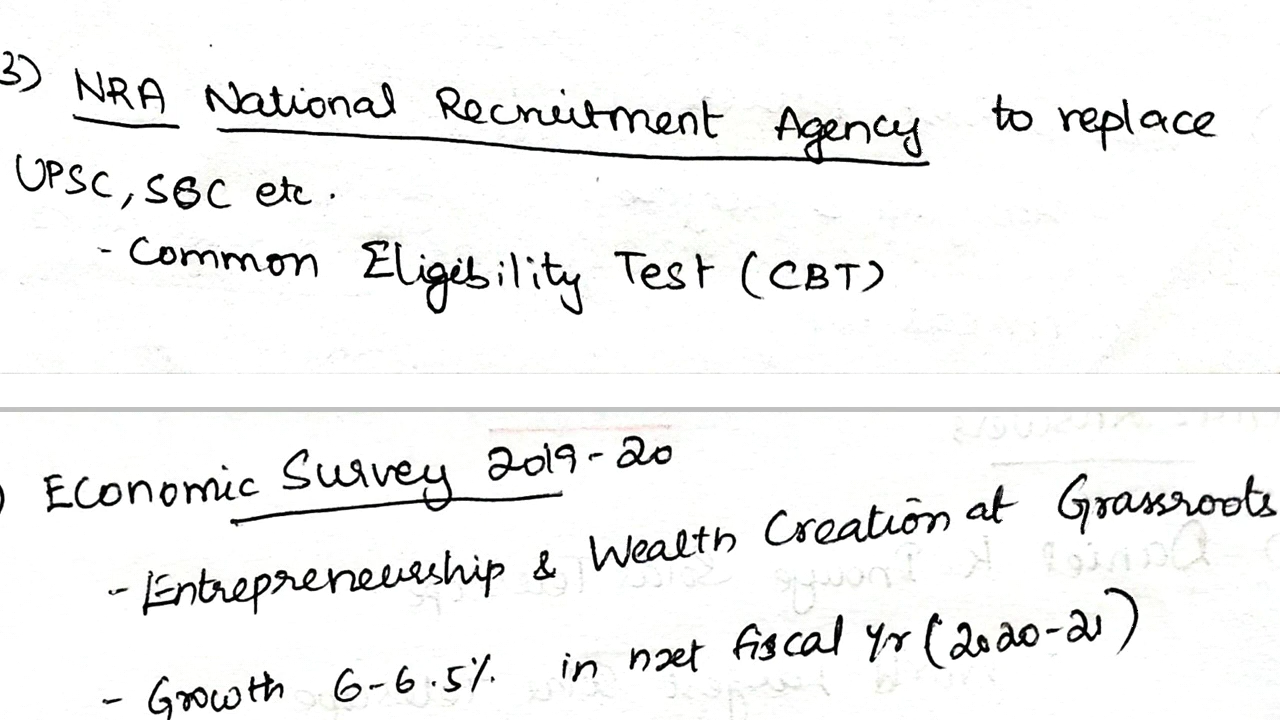 3) NRA National Recruitment Agency to replace
UPSC, SSC etc.
- Common Eligibility Test (CBT)
Economic Survey 2019-20
- Entrepreneurship & Wealth Creation at Grassroots
- Growth 6-6.5% in nxet fiscal yr (2020-21)